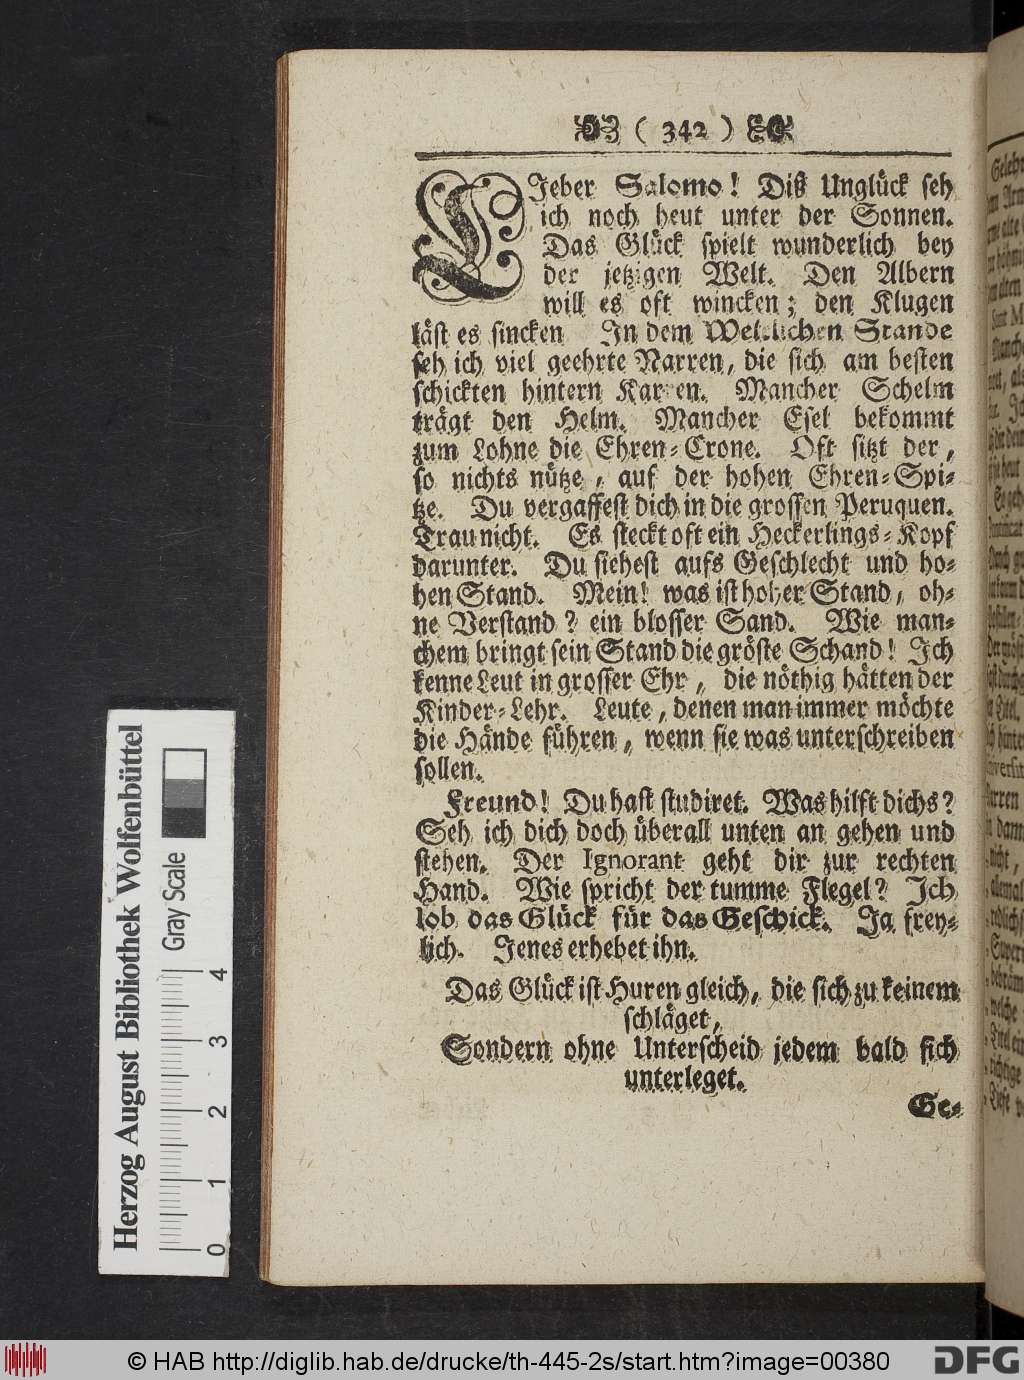 ( 342 )
LJeber Salomo! Diß Unglück seh
ich noch heut unter der Sonnen.
Das Glück spielt wunderlich bey
der jetzigen Welt. Den Albern
will es oft wincken; den Klugen
läst es sincken In dem Weltlichen Stande
seh ich viel geehrte Narren, die sich am besten
schickten hintern Karren. Mancher Schelm
trägt den Helm. Mancher Esel bekommt
zum Lohne die Ehren-Crone. Oft sitzt der,
so nichts nütze, auf der hohen Ehren-Spi-
tze. Du vergaffest dich in die grossen Peruquen.
Trau nicht. Es steckt oft ein Heckerlings-Kopf
darunter. Du siehest aufs Geschlecht und ho-
hen Stand. Mein! was ist hoher Stand, oh-
ne Verstand? ein blosser Sand. Wie man-
chem bringt sein Stand die gröste Schand! Ich
kenne Leut in grosser Ehr, die nöthig hätten der
Kinder-Lehr. Leute, denen man immer möchte
die Hände führen, wenn sie was unterschreiben
sollen.
Freund! Du hast studiret. Was hilft dichs?
Seh ich dich doch überall unten an gehen und
stehen. Der Ignorant geht dir zur rechten
Hand. Wie spricht der tumme Flegel? Ich
lob das Glück für das Geschick. Ja frey-
lich. Jenes erhebet ihn.
Das Glück ist Huren gleich, die sich zu keinem
schläget,
Sondern ohne Unterscheid jedem bald sich
unterleget.
Ge-
Herzog August Bibliothek Wolfenbüttel
Gray Scale
0 1 2 3 4
© HAB http://diglib.hab.de/drucke/th-445-2s/start.htm?image=00380
DFG